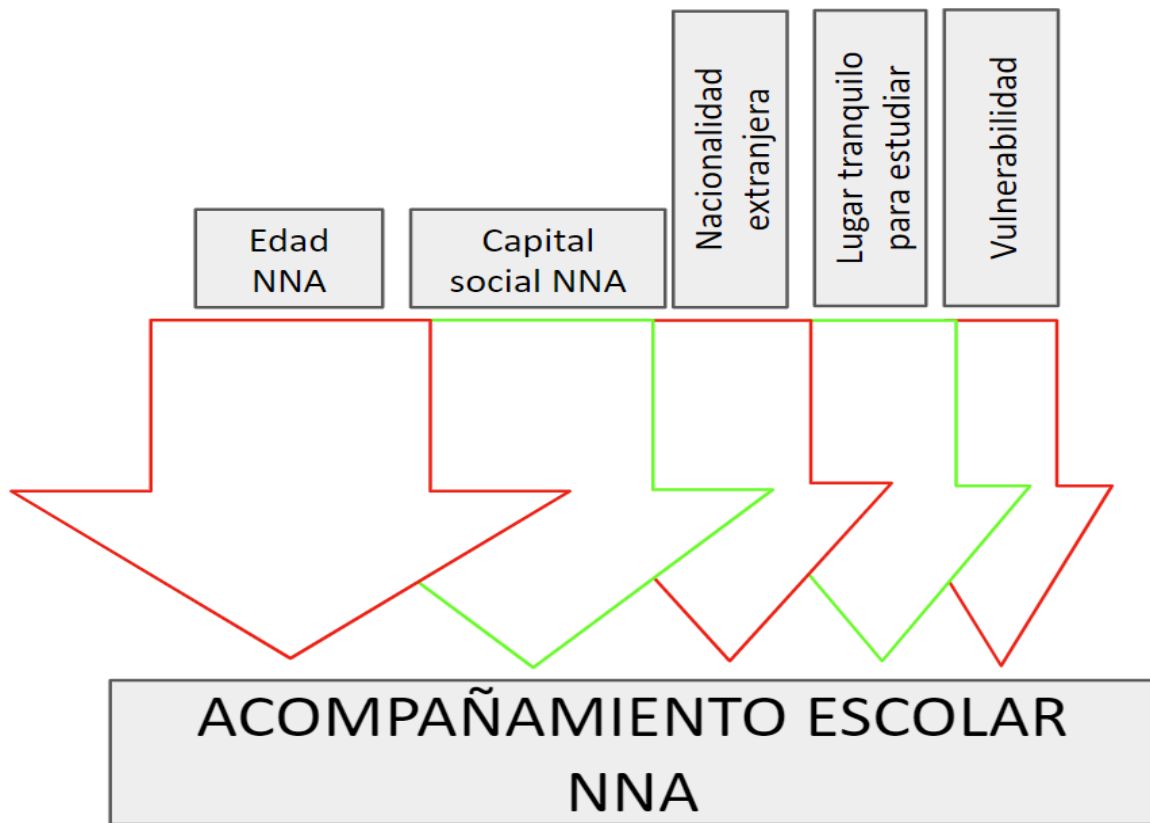 Edad
NNA
Capital
social NNA
Nacionalidad
extranjera
Lugar tranquilo
para estudiar
Vulnerabilidad
ACOMPAÑAMIENTO ESCOLAR
NNA